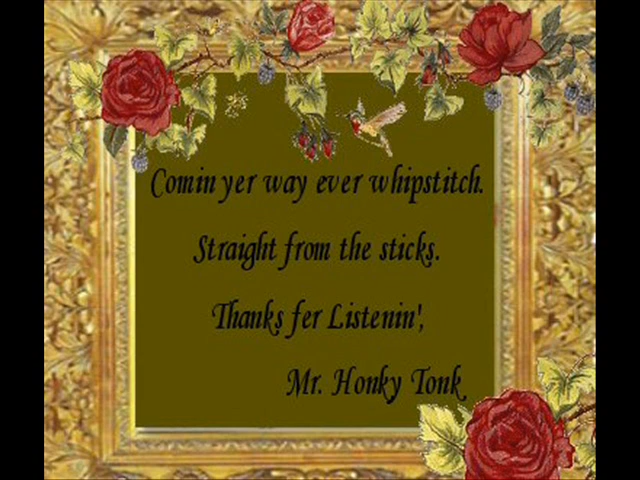 Comin yer way ever whipstitch.
Straight from the sticks.
Thanks fer Listenin',
Mr. Honky Tonk